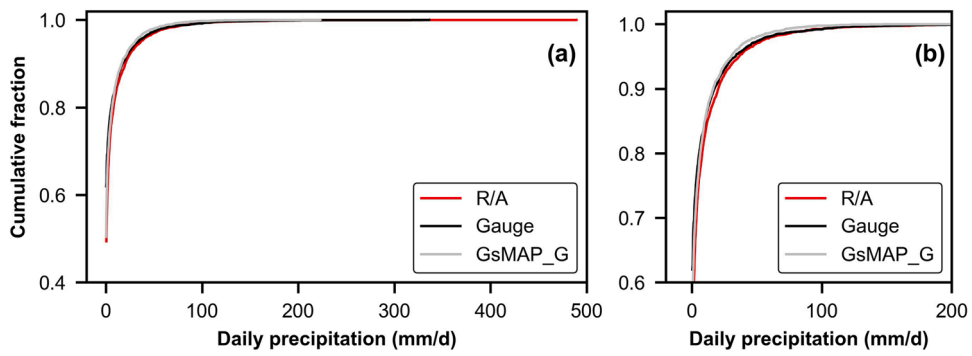 1.0
0.8
0.6
0.4
Cumulative fraction
(a)
R/A
Gauge
GsMAP_G
0 100 200 300 400 500
Daily precipitation (mm/d)
1.0
0.9
0.8
0.7
0.6
(b)
R/A
Gauge
GsMAP_G
0 100 200
Daily precipitation (mm/d)